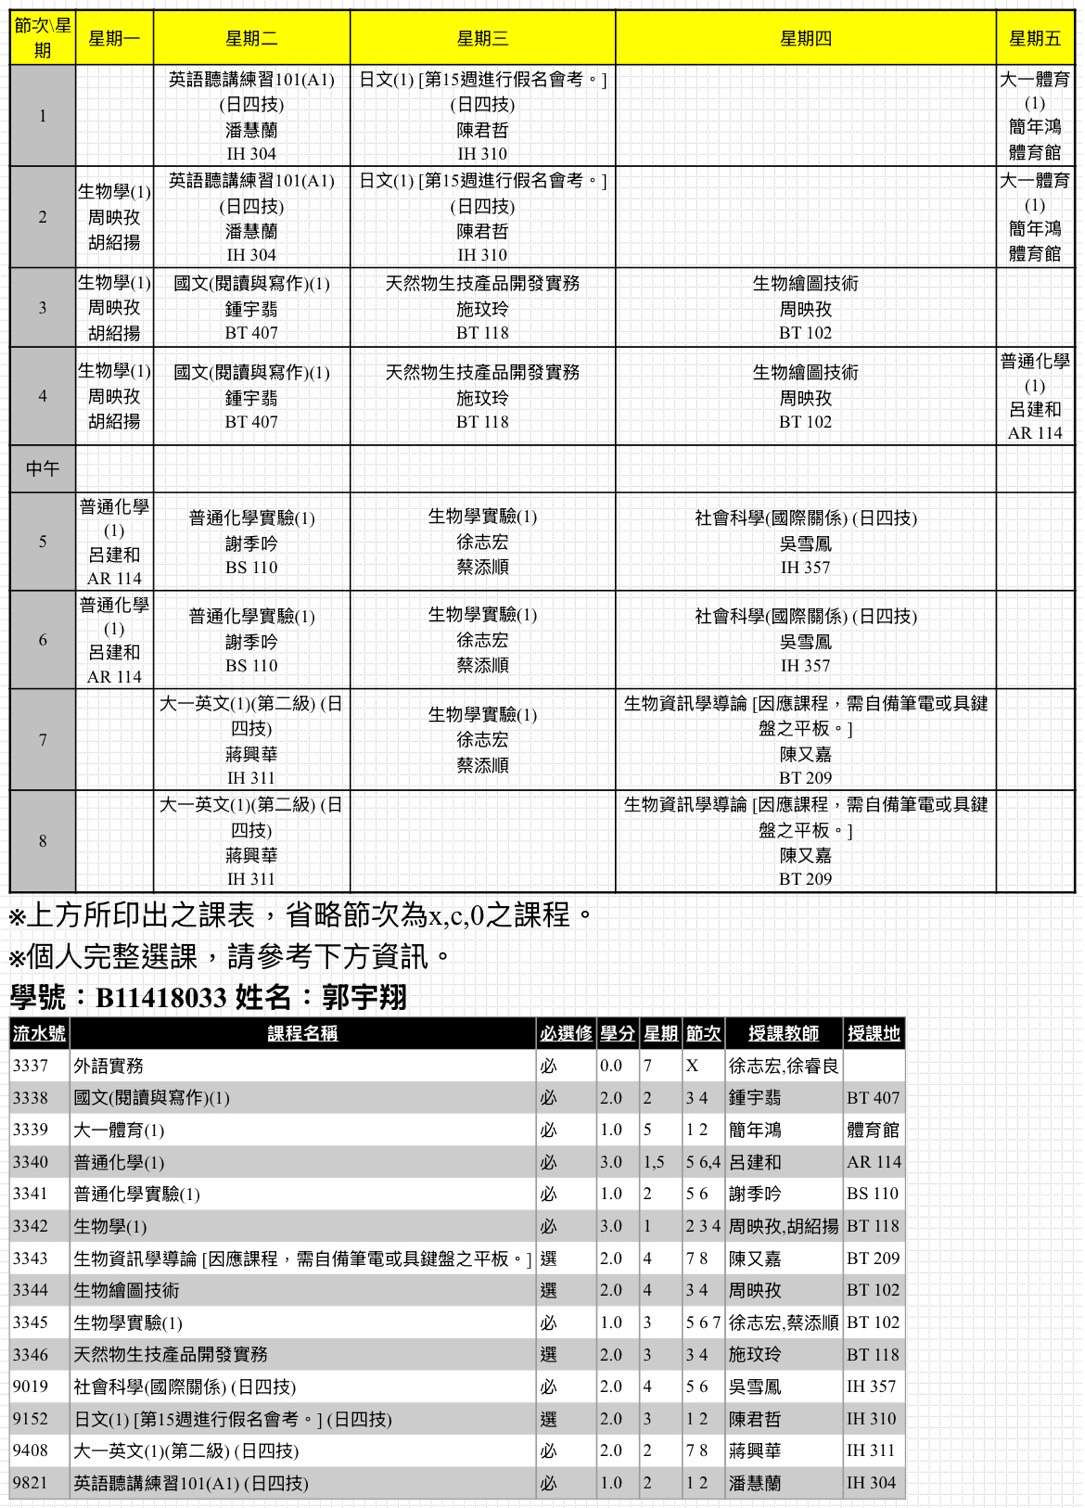 節次\星期 星期一 星期二 星期三 星期四 星期五
1
英語聽講練習101(A1)
(日四技)
潘慧蘭
IH 304
日文(1) [第15週進行假名會考。]
(日四技)
陳君哲
IH 310
大一體育
(1)
簡年鴻
體育館
2
生物學(1)
周映孜
胡紹揚
英語聽講練習101(A1)
(日四技)
潘慧蘭
IH 304
日文(1) [第15週進行假名會考。]
(日四技)
陳君哲
IH 310
大一體育
(1)
簡年鴻
體育館
3
生物學(1)
周映孜
胡紹揚
國文(閱讀與寫作)(1)
鍾宇翡
BT 407
天然物生技產品開發實務
施玟玲
BT 118
生物繪圖技術
周映孜
BT 102
4
生物學(1)
周映孜
胡紹揚
國文(閱讀與寫作)(1)
鍾宇翡
BT 407
天然物生技產品開發實務
施玟玲
BT 118
生物繪圖技術
周映孜
BT 102
普通化學
(1)
呂建和
AR 114
中午
5
普通化學
(1)
呂建和
AR 114
普通化學實驗(1)
謝季吟
BS 110
生物學實驗(1)
徐志宏
蔡添順
社會科學(國際關係) (日四技)
吳雪鳳
IH 357
6
普通化學
(1)
呂建和
AR 114
普通化學實驗(1)
謝季吟
BS 110
生物學實驗(1)
徐志宏
蔡添順
社會科學(國際關係) (日四技)
吳雪鳳
IH 357
7
大一英文(1)(第二級) (日
四技)
蔣興華
IH 311
生物學實驗(1)
徐志宏
蔡添順
生物資訊學導論 [因應課程，需自備筆電或具鍵
盤之平板。]
陳又嘉
BT 209
8
大一英文(1)(第二級) (日
四技)
蔣興華
IH 311
生物資訊學導論 [因應課程，需自備筆電或具鍵
盤之平板。]
陳又嘉
BT 209
※上方所印出之課表，省略節次為x,c,0之課程。
※個人完整選課，請參考下方資訊。
學號：B11418033 姓名：郭宇翔
流水號 課程名稱 必選修 學分 星期 節次 授課教師 授課地
3337 外語實務 必 0.0 7 X 徐志宏,徐睿良
3338 國文(閱讀與寫作)(1) 必 2.0 2 3 4 鍾宇翡 BT 407
3339 大一體育(1) 必 1.0 5 1 2 簡年鴻 體育館
3340 普通化學(1) 必 3.0 1,5 5 6,4 呂建和 AR 114
3341 普通化學實驗(1) 必 1.0 2 5 6 謝季吟 BS 110
3342 生物學(1) 必 3.0 1 2 3 4 周映孜,胡紹揚 BT 118
3343 生物資訊學導論 [因應課程，需自備筆電或具鍵盤之平板。] 選 2.0 4 7 8 陳又嘉 BT 209
3344 生物繪圖技術 選 2.0 4 3 4 周映孜 BT 102
3345 生物學實驗(1) 必 1.0 3 5 6 7 徐志宏,蔡添順 BT 102
3346 天然物生技產品開發實務 選 2.0 3 3 4 施玟玲 BT 118
9019 社會科學(國際關係) (日四技) 必 2.0 4 5 6 吳雪鳳 IH 357
9152 日文(1) [第15週進行假名會考。] (日四技) 選 2.0 3 1 2 陳君哲 IH 310
9408 大一英文(1)(第二級) (日四技) 必 2.0 2 7 8 蔣興華 IH 311
9821 英語聽講練習101(A1) (日四技) 必 1.0 2 1 2 潘慧蘭 IH 304